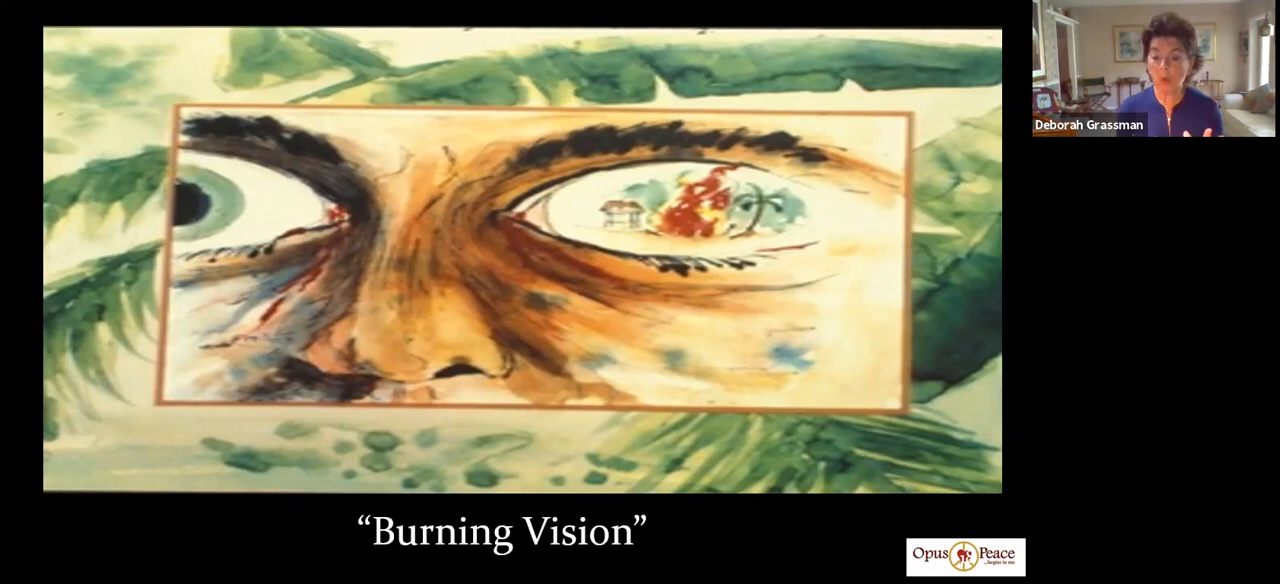 Deborah Grassman
“Burning Vision”
Opus Peace
...begins in me